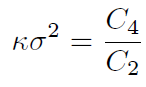 κσ² = C₄/C₂